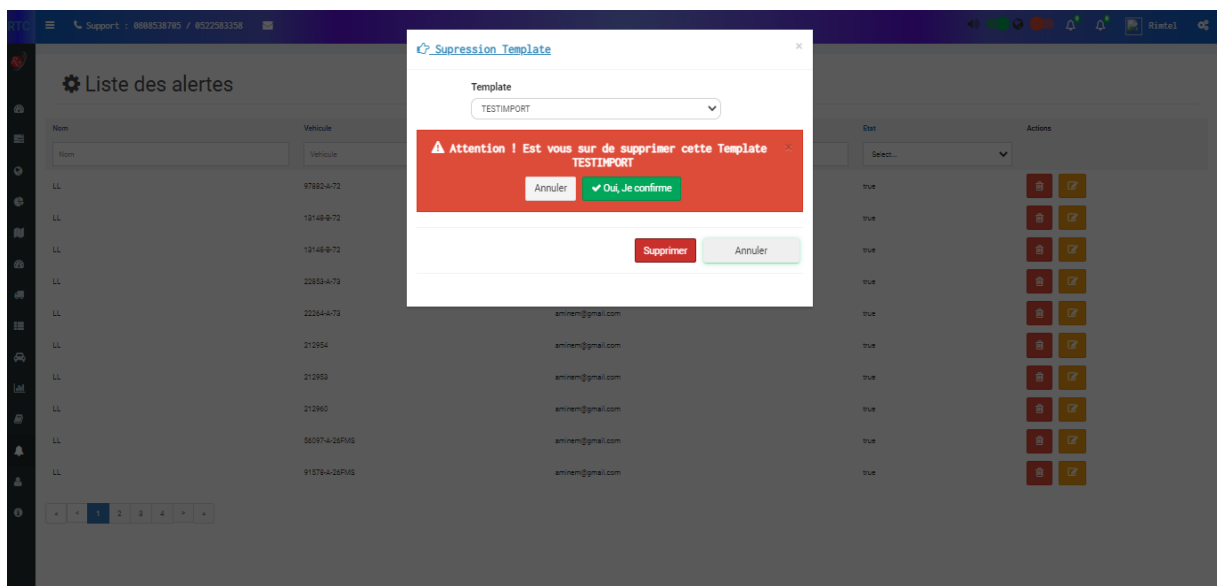 RTC
Support : 0808538705 / 0522583358
Rimtel
Supression Template
×
Liste des alertes
Template
TESTIMPORT
Nom Vehicule Etat Actions
Nom Vehicule Select...
Attention ! Est vous sur de supprimer cette Template ×
TESTIMPORT
Annuler Oui, Je confirme
Supprimer Annuler
LL 97882-A-72 true
LL 13148-B-72 true
LL 13148-B-72 true
LL 22853-A-73 true
LL 22264-A-73 aminem@gmail.com true
LL 212954 aminem@gmail.com true
LL 212953 aminem@gmail.com true
LL 212960 aminem@gmail.com true
LL 56097-A-26FMS aminem@gmail.com true
LL 91578-A-26FMS aminem@gmail.com true
« < 1 2 3 4 > »